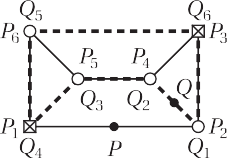 Q₅ Q₆
P₆ P₃
P₅ P₄
Q₃ Q₂ Q
P₁ P₂
Q₄ P Q₁